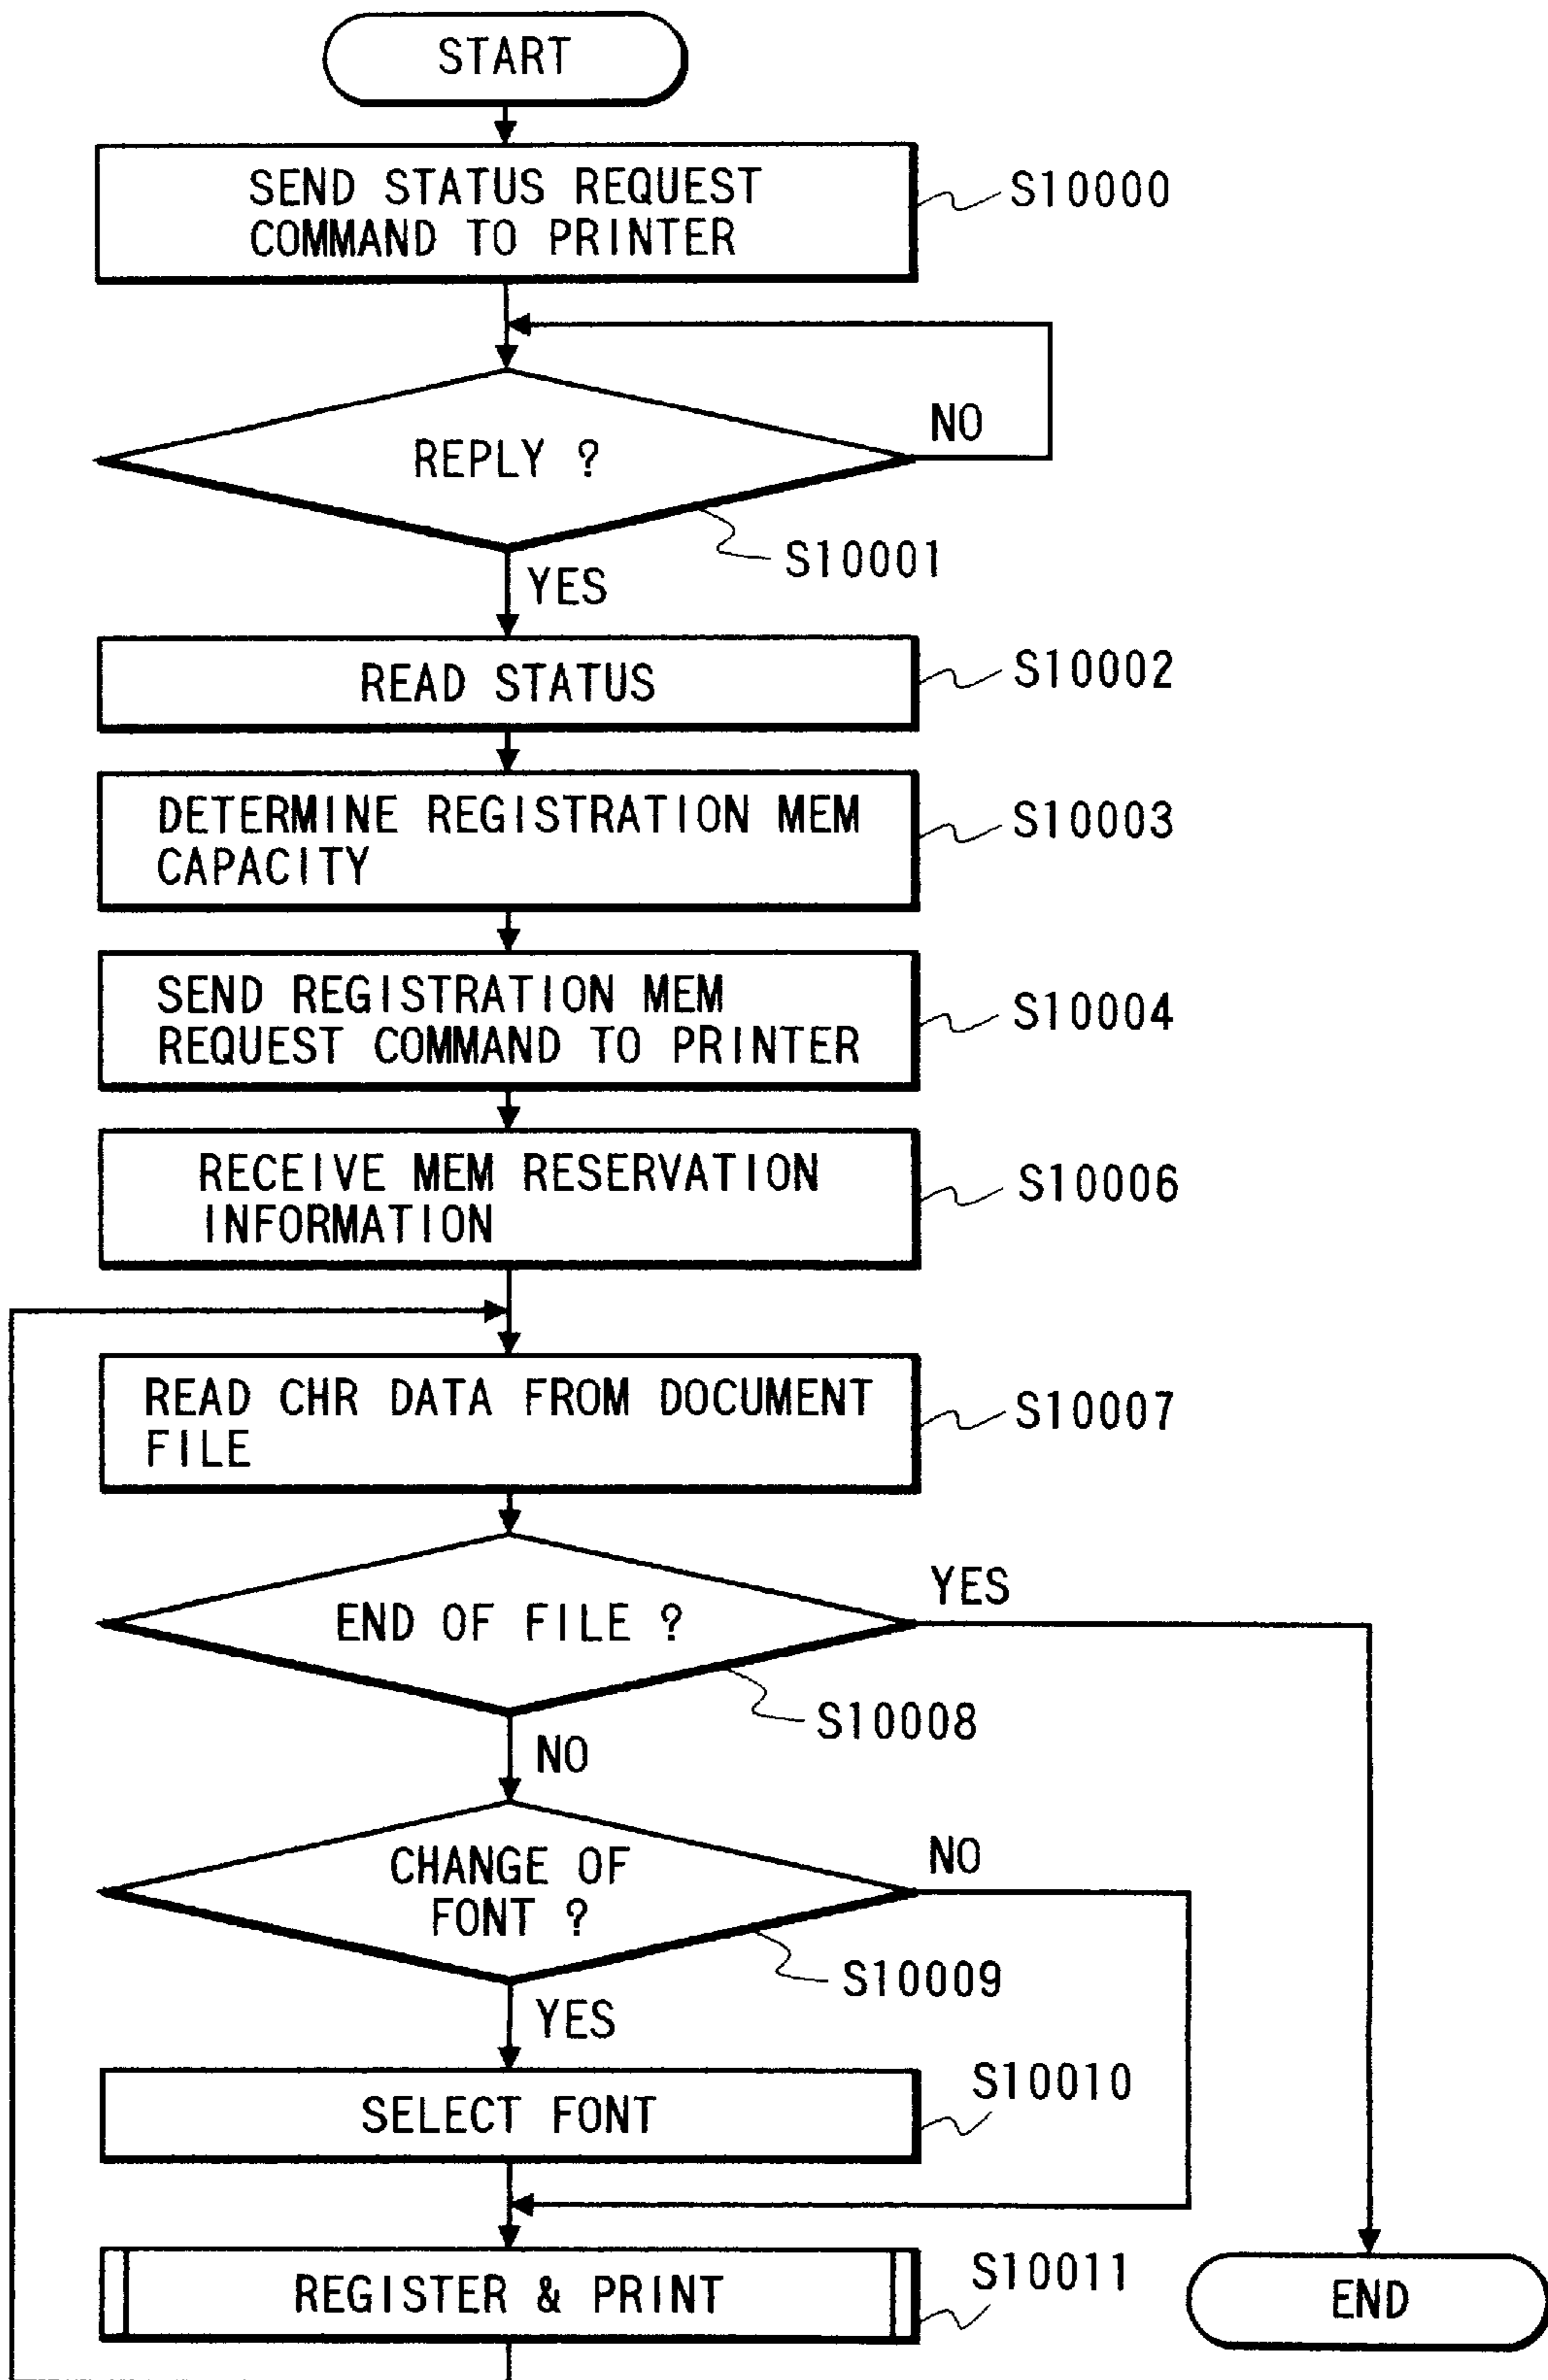 START
SEND STATUS REQUEST
COMMAND TO PRINTER
S10000
REPLY ?
NO
S10001
YES
READ STATUS
S10002
DETERMINE REGISTRATION MEM
CAPACITY
S10003
SEND REGISTRATION MEM
REQUEST COMMAND TO PRINTER
S10004
RECEIVE MEM RESERVATION
INFORMATION
S10006
READ CHR DATA FROM DOCUMENT
FILE
S10007
END OF FILE ?
YES
S10008
NO
CHANGE OF
FONT ?
NO
S10009
YES
SELECT FONT
S10010
REGISTER & PRINT
S10011
END